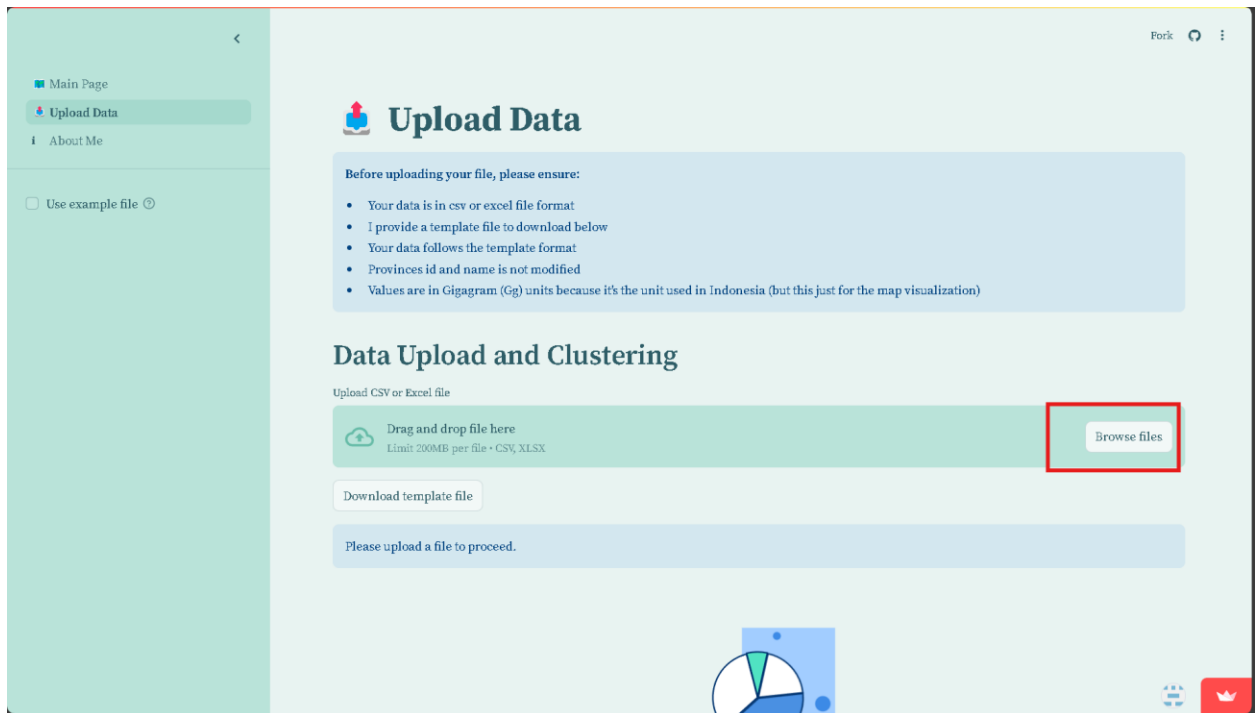 Fork
Main Page
Upload Data
About Me
Use example file
Upload Data
Before uploading your file, please ensure:
Your data is in csv or excel file format
I provide a template file to download below
Your data follows the template format
Provinces id and name is not modified
Values are in Gigagram (Gg) units because it's the unit used in Indonesia (but this just for the map visualization)
Data Upload and Clustering
Upload CSV or Excel file
Drag and drop file here
Limit 200MB per file • CSV, XLSX
Browse files
Download template file
Please upload a file to proceed.